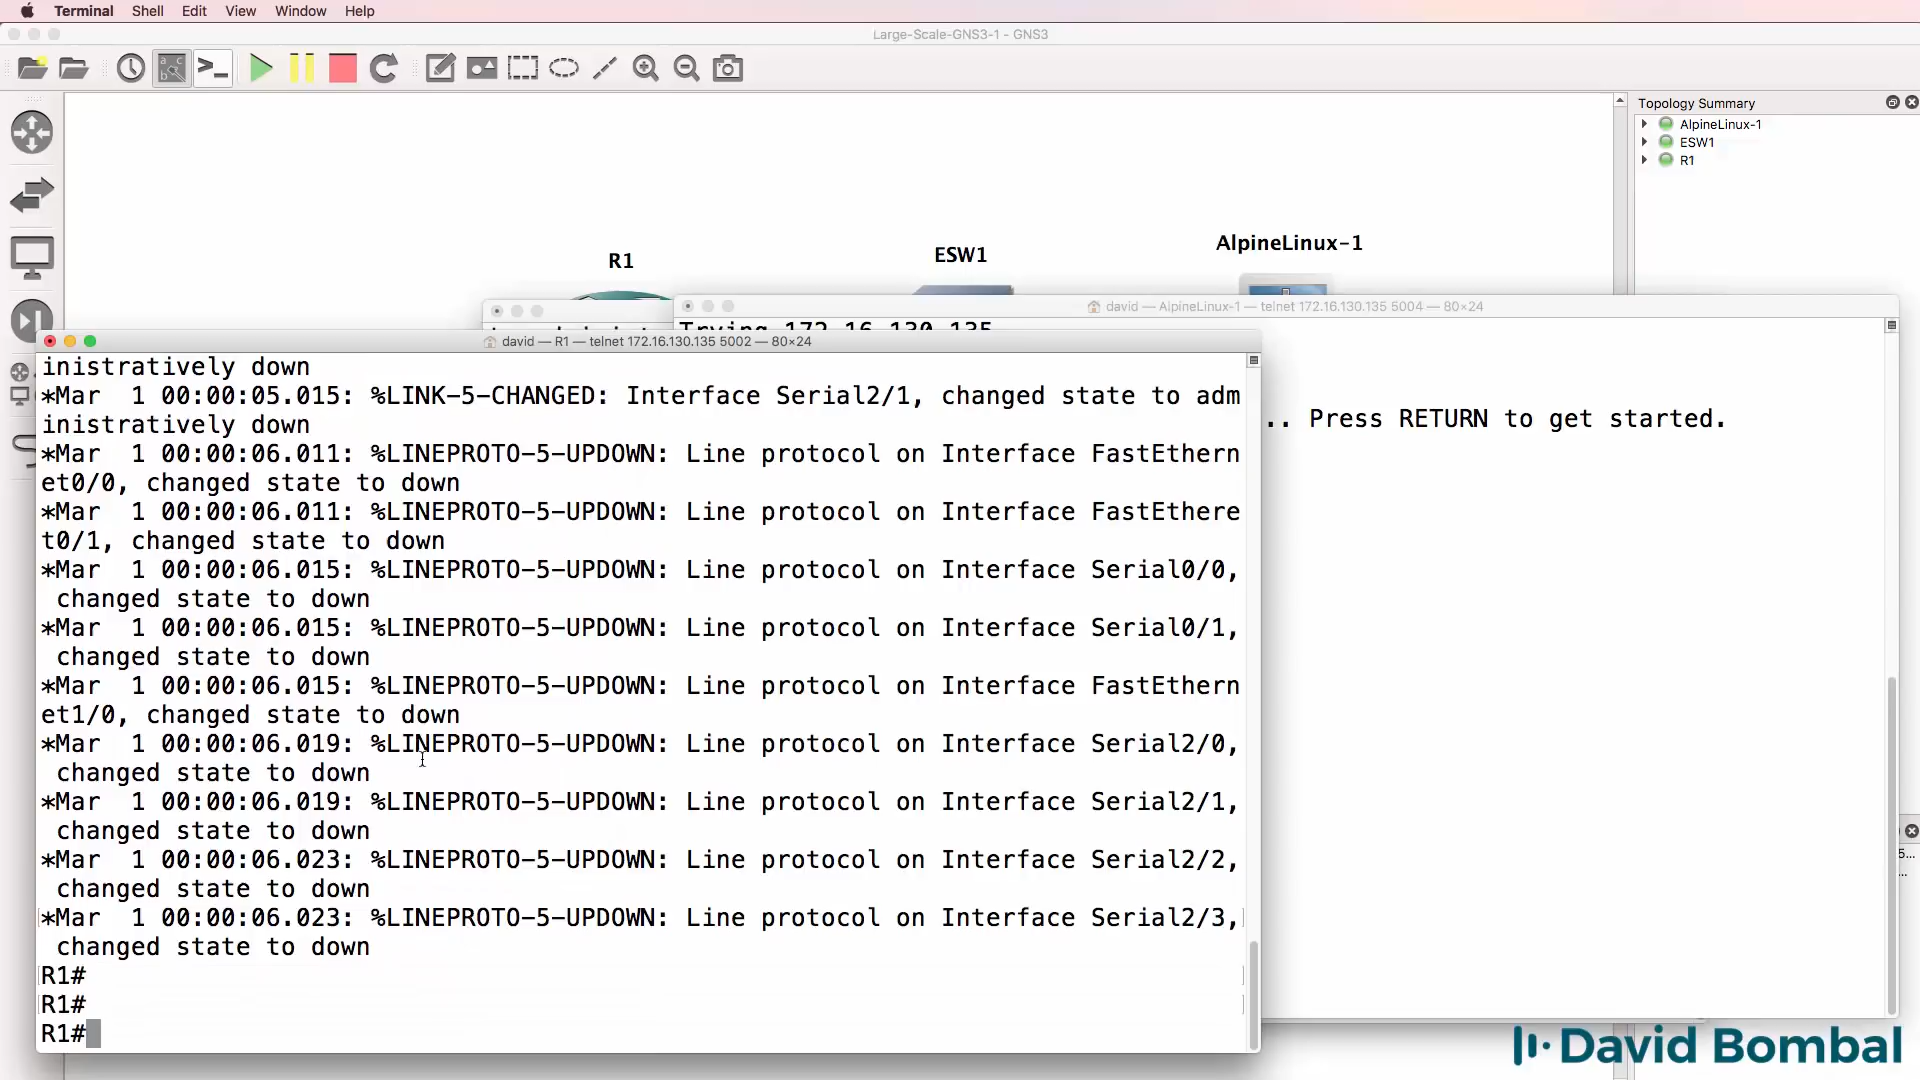 Terminal Shell Edit View Window Help
Large-Scale-GNS3-1 - GNS3
Topology Summary
AlpineLinux-1
ESW1
R1
R1
ESW1
AlpineLinux-1
david — AlpineLinux-1 — telnet 172.16.130.135 5004 — 80×24
Trying 172.16.130.135
david — R1 — telnet 172.16.130.135 5002 — 80×24
inistratively down
*Mar  1 00:00:05.015: %LINK-5-CHANGED: Interface Serial2/1, changed state to adm
inistratively down
*Mar  1 00:00:06.011: %LINEPROTO-5-UPDOWN: Line protocol on Interface FastEthern
et0/0, changed state to down
*Mar  1 00:00:06.011: %LINEPROTO-5-UPDOWN: Line protocol on Interface FastEthere
t0/1, changed state to down
*Mar  1 00:00:06.015: %LINEPROTO-5-UPDOWN: Line protocol on Interface Serial0/0,
changed state to down
*Mar  1 00:00:06.015: %LINEPROTO-5-UPDOWN: Line protocol on Interface Serial0/1,
changed state to down
*Mar  1 00:00:06.015: %LINEPROTO-5-UPDOWN: Line protocol on Interface FastEthern
et1/0, changed state to down
*Mar  1 00:00:06.019: %LINEPROTO-5-UPDOWN: Line protocol on Interface Serial2/0,
changed state to down
*Mar  1 00:00:06.019: %LINEPROTO-5-UPDOWN: Line protocol on Interface Serial2/1,
changed state to down
*Mar  1 00:00:06.023: %LINEPROTO-5-UPDOWN: Line protocol on Interface Serial2/2,
changed state to down
*Mar  1 00:00:06.023: %LINEPROTO-5-UPDOWN: Line protocol on Interface Serial2/3,
changed state to down
R1#
R1#
R1#
.. Press RETURN to get started.
5...
...
David Bombal